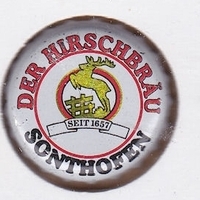 DER HIRSCHBRÄU
SEIT 1657
SONTHOFEN